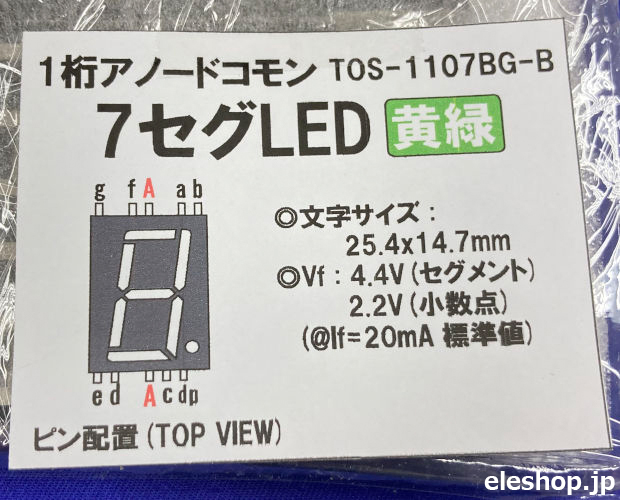 1桁アノードコモン TOS-1107BG-B
7セグLED 黄緑
g f A a b
◎文字サイズ：
25.4x14.7mm
◎Vf：4.4V(セグメント)
2.2V(小数点)
(@If=20mA 標準値)
e d A c dp
ピン配置(TOP VIEW)
eleshop.jp